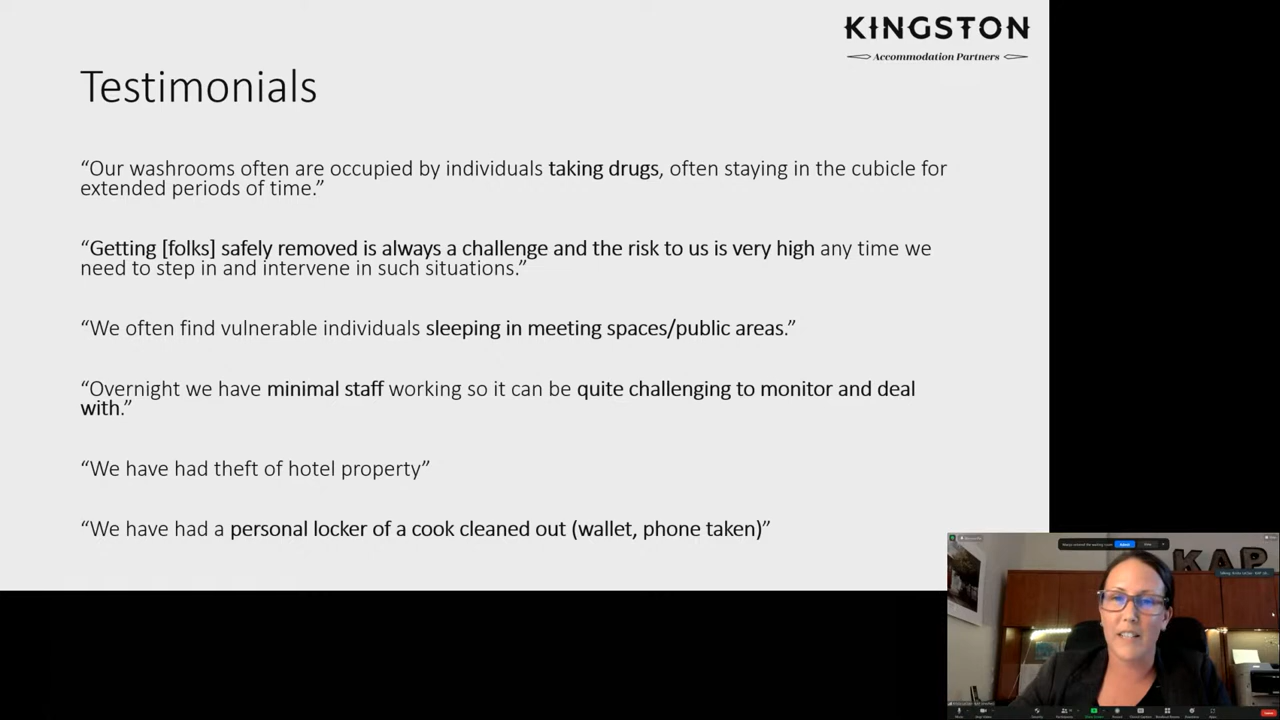 KINGSTON
Accommodation Partners
Testimonials
“Our washrooms often are occupied by individuals taking drugs, often staying in the cubicle for
extended periods of time.”
“Getting [folks] safely removed is always a challenge and the risk to us is very high any time we
need to step in and intervene in such situations.”
“We often find vulnerable individuals sleeping in meeting spaces/public areas.”
“Overnight we have minimal staff working so it can be quite challenging to monitor and deal
with.”
“We have had theft of hotel property”
“We have had a personal locker of a cook cleaned out (wallet, phone taken)”
KAP